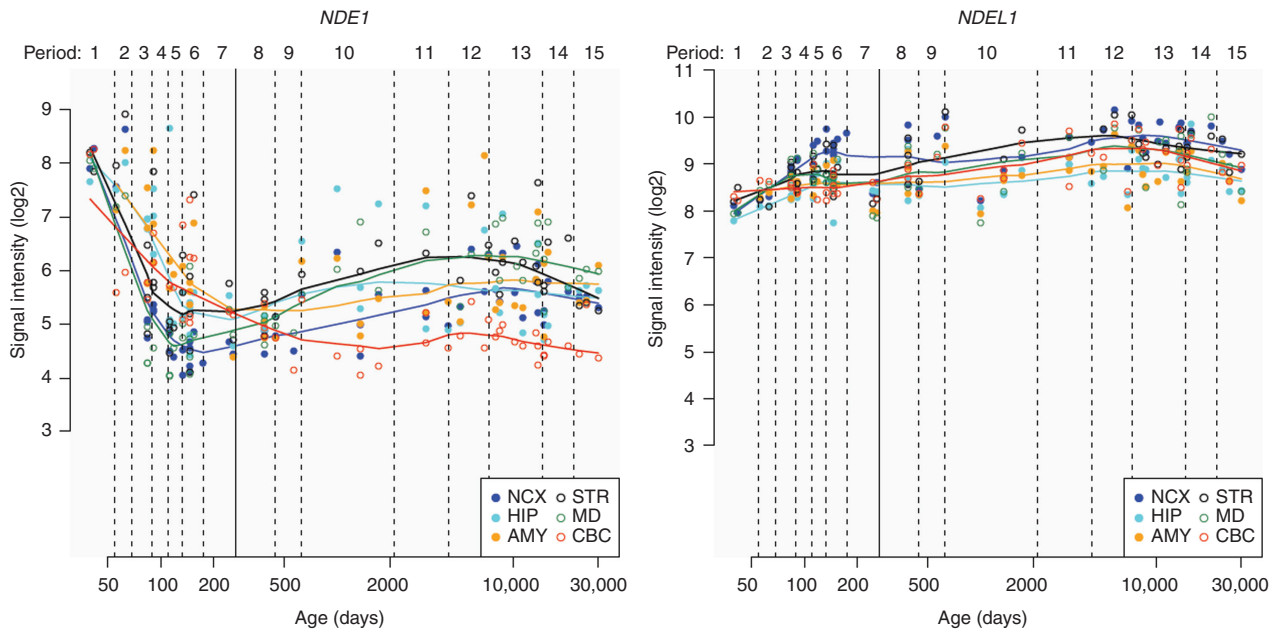 NDE1
Period: 1 2 3 4 5 6 7 8 9 10 11 12 13 14 15
9
8
7
6
5
4
3
Signal intensity (log2)
NCX STR
HIP MD
AMY CBC
50 100 200 500 2000 10,000 30,000
Age (days)
NDEL1
Period: 1 2 3 4 5 6 7 8 9 10 11 12 13 14 15
11
10
9
8
7
6
5
4
3
Signal intensity (log2)
NCX STR
HIP MD
AMY CBC
50 100 200 500 2000 10,000 30,000
Age (days)